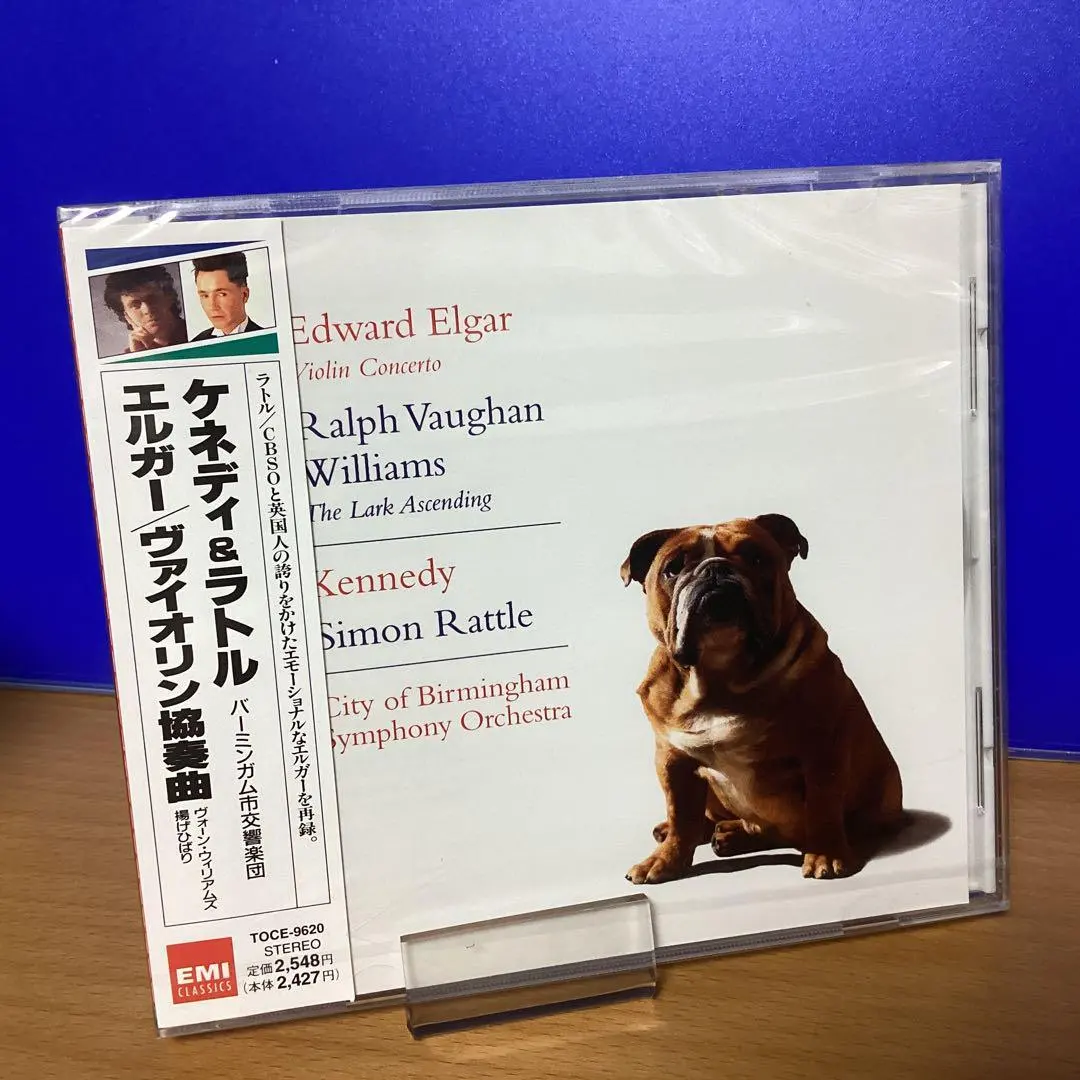 ラトル/CBSOと英国人の誇りをかけたエモーショナルなエルガーを再録。
ケネディ&ラトル バーミンガム市交響楽団
エルガー/ヴァイオリン協奏曲
ヴォーン・ウィリアムズ
揚げひばり
EMI
CLASSICS
TOCE-9620
STEREO
定価2,548円
(本体2,427円)
Edward Elgar
Violin Concerto
Ralph Vaughan
Williams
The Lark Ascending
Kennedy
Simon Rattle
City of Birmingham
Symphony Orchestra